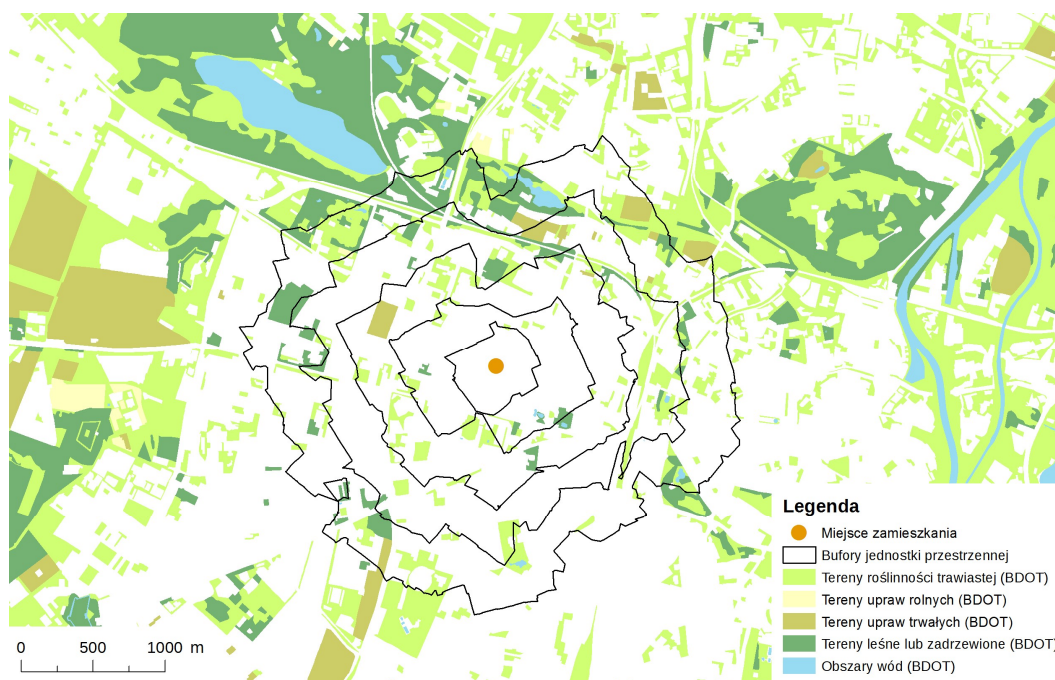 Legenda
Miejsce zamieszkania
Bufory jednostki przestrzennej
Tereny roślinności trawiastej (BDOT)
Tereny upraw rolnych (BDOT)
Tereny upraw trwałych (BDOT)
Tereny leśne lub zadrzewione (BDOT)
Obszary wód (BDOT)
0 500 1000 m